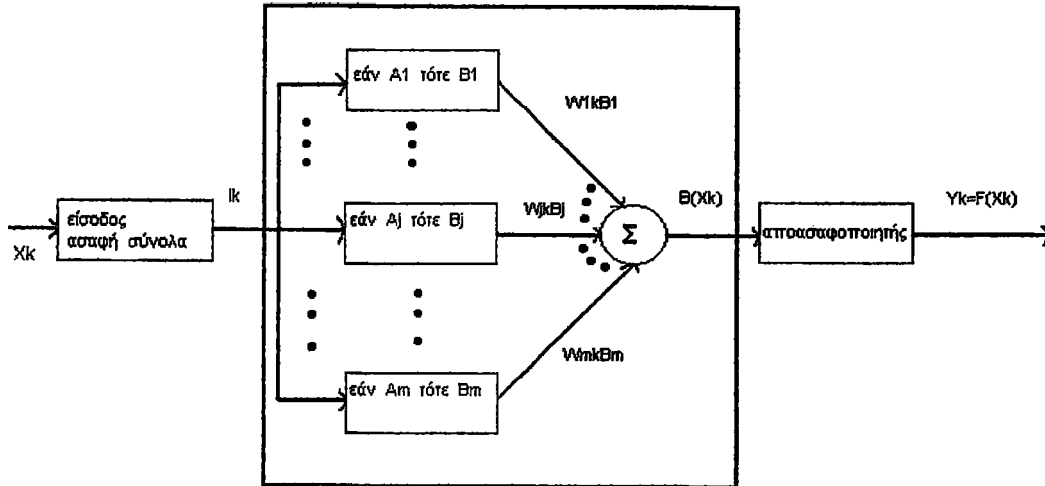 εάν A1 τότε B1
W1kB1
Xk
είσοδος
ασαφή σύνολα
Ik
εάν Aj τότε Bj
WjkBj
Σ
B(Xk)
αποασαφοποιητής
Yk=F(Xk)
WmkBm
εάν Am τότε Bm